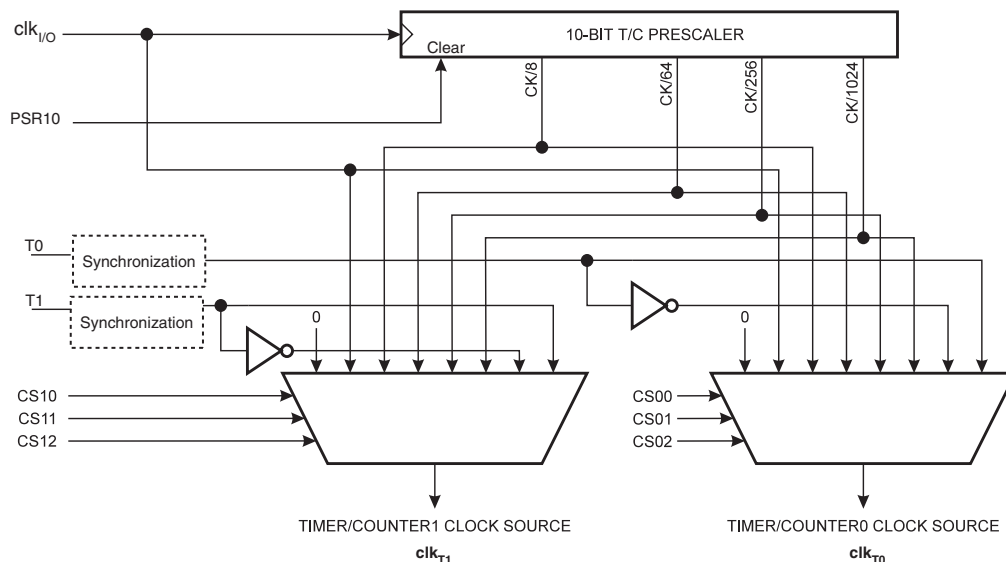 clkI/O
10-BIT T/C PRESCALER
Clear
CK/8
CK/64
CK/256
CK/1024
PSR10
T0
Synchronization
T1
Synchronization
0
0
CS10
CS11
CS12
CS00
CS01
CS02
TIMER/COUNTER1 CLOCK SOURCE
clkT1
TIMER/COUNTER0 CLOCK SOURCE
clkT0